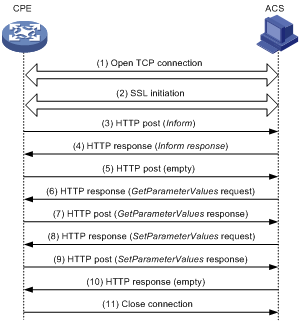 CPE
ACS
(1) Open TCP connection
(2) SSL initiation
(3) HTTP post (Inform)
(4) HTTP response (Inform response)
(5) HTTP post (empty)
(6) HTTP response (GetParameterValues request)
(7) HTTP post (GetParameterValues response)
(8) HTTP response (SetParameterValues request)
(9) HTTP post (SetParameterValues response)
(10) HTTP response (empty)
(11) Close connection